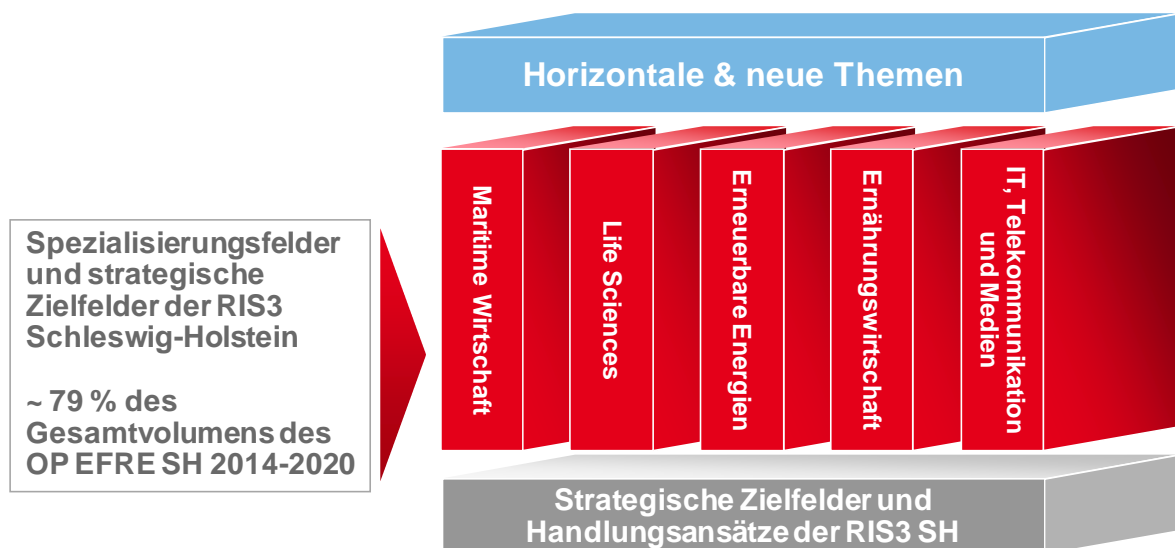 Horizontale & neue Themen
Spezialisierungsfelder
und strategische
Zielfelder der RIS3
Schleswig-Holstein
~ 79 % des
Gesamtvolumens des
OP EFRE SH 2014-2020
Maritime Wirtschaft
Life Sciences
Erneuerbare Energien
Ernährungswirtschaft
IT, Telekommunikation
und Medien
Strategische Zielfelder und
Handlungsansätze der RIS3 SH